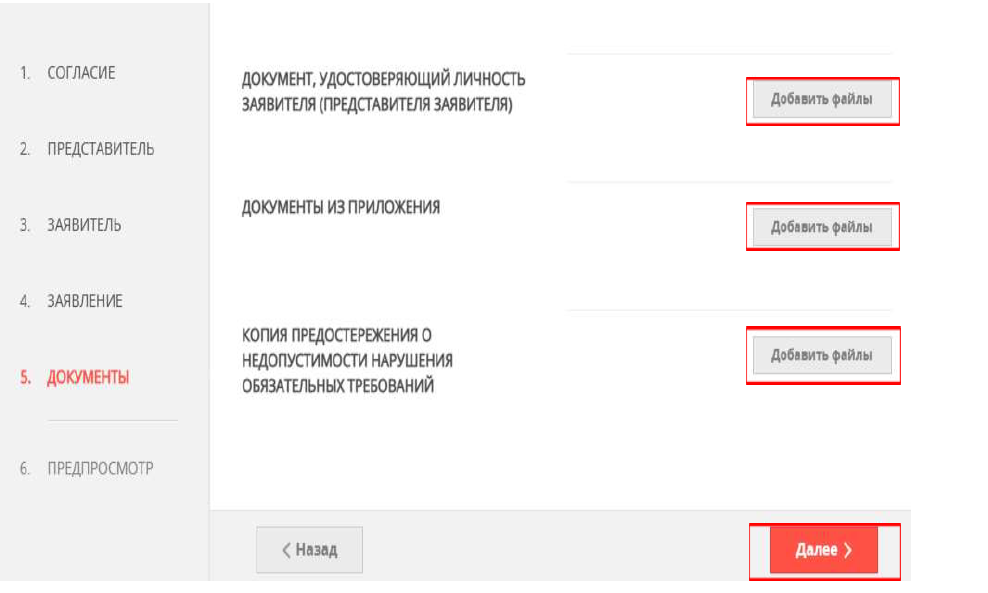 1. СОГЛАСИЕ
2. ПРЕДСТАВИТЕЛЬ
3. ЗАЯВИТЕЛЬ
4. ЗАЯВЛЕНИЕ
5. ДОКУМЕНТЫ
6. ПРЕДПРОСМОТР
ДОКУМЕНТ, УДОСТОВЕРЯЮЩИЙ ЛИЧНОСТЬ
ЗАЯВИТЕЛЯ (ПРЕДСТАВИТЕЛЯ ЗАЯВИТЕЛЯ)
Добавить файлы
ДОКУМЕНТЫ ИЗ ПРИЛОЖЕНИЯ
Добавить файлы
КОПИЯ ПРЕДОСТЕРЕЖЕНИЯ О
НЕДОПУСТИМОСТИ НАРУШЕНИЯ
ОБЯЗАТЕЛЬНЫХ ТРЕБОВАНИЙ
Добавить файлы
Назад
Далее